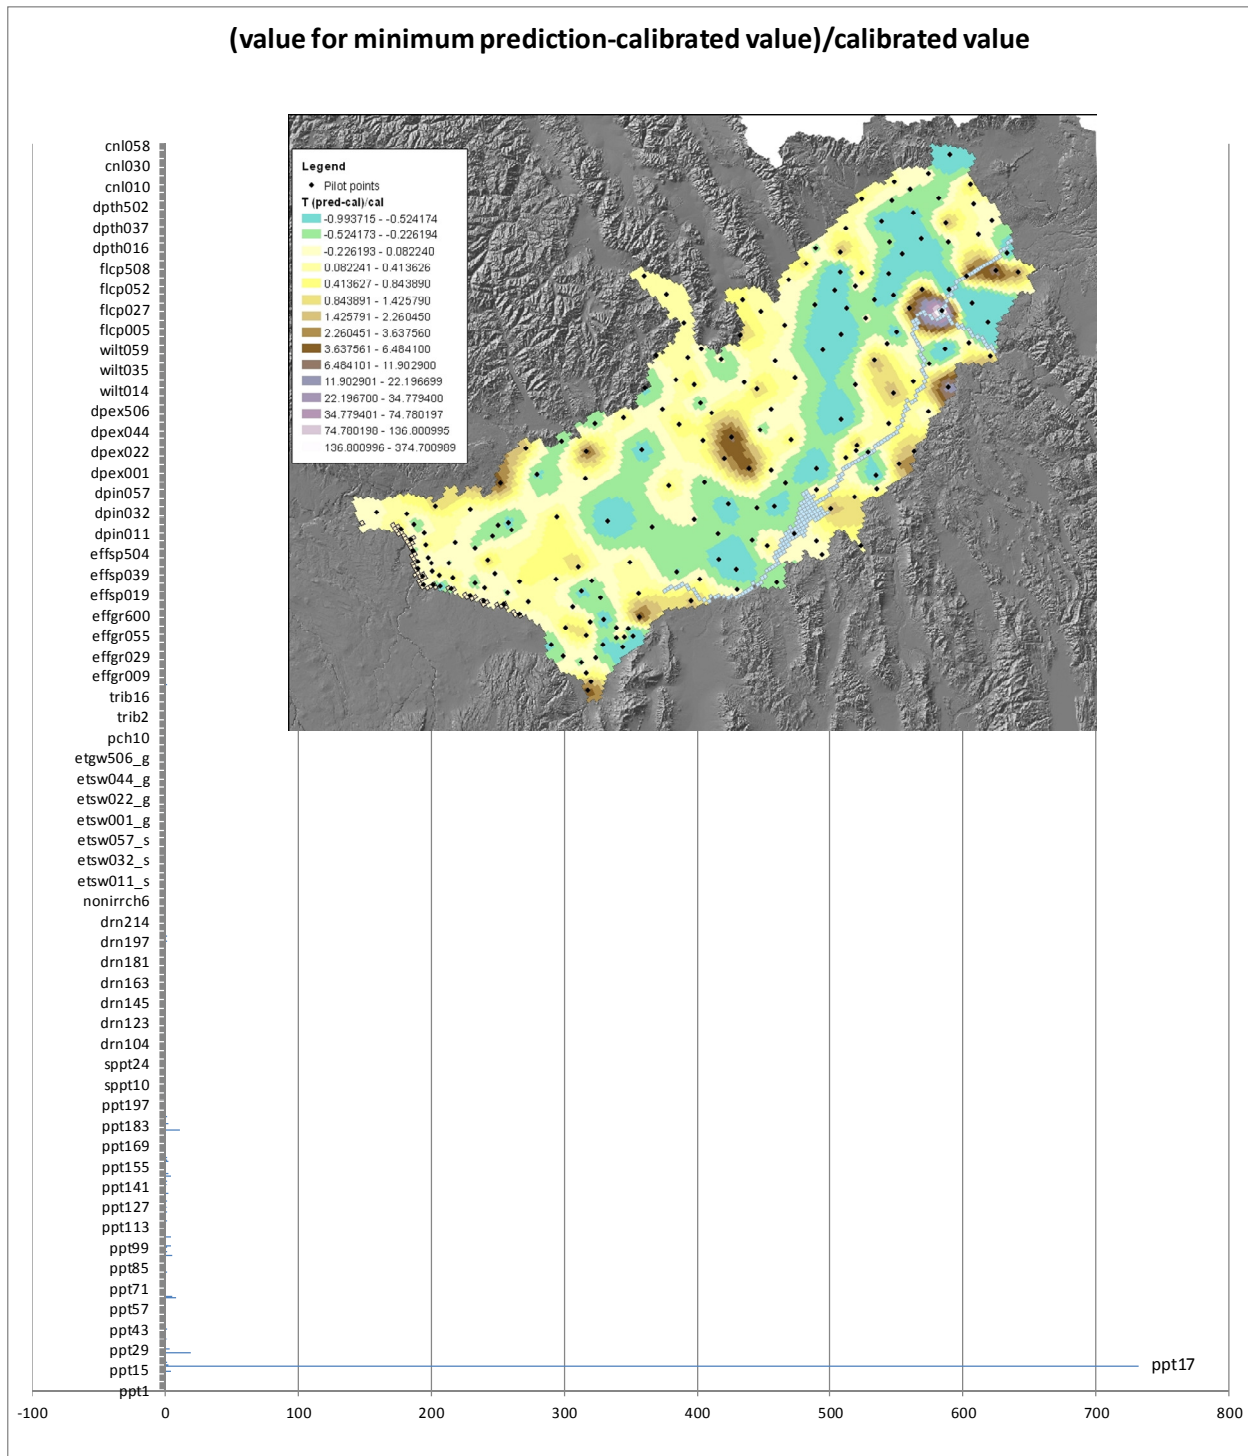 (value for minimum prediction-calibrated value)/calibrated value
Legend
Pilot points
T (pred-cal)/cal
-0.993715 - -0.524174
-0.524173 - -0.226194
-0.226193 - 0.082240
0.082241 - 0.413626
0.413627 - 0.843890
0.843891 - 1.425790
1.425791 - 2.260450
2.260451 - 3.637560
3.637561 - 6.484100
6.484101 - 11.902900
11.902901 - 22.196699
22.196700 - 34.779400
34.779401 - 74.780197
74.780198 - 136.000995
136.000996 - 374.700989
cnl058
cnl030
cnl010
dpth502
dpth037
dpth016
flcp508
flcp052
flcp027
flcp005
wilt059
wilt035
wilt014
dpex506
dpex044
dpex022
dpex001
dpin057
dpin032
dpin011
effsp504
effsp039
effsp019
effgr600
effgr055
effgr029
effgr009
trib16
trib2
pch10
etgw506_g
etsw044_g
etsw022_g
etsw001_g
etsw057_s
etsw032_s
etsw011_s
nonirrch6
drn214
drn197
drn181
drn163
drn145
drn123
drn104
sppt24
sppt10
ppt197
ppt183
ppt169
ppt155
ppt141
ppt127
ppt113
ppt99
ppt85
ppt71
ppt57
ppt43
ppt29
ppt15
ppt1
ppt17
-100 0 100 200 300 400 500 600 700 800